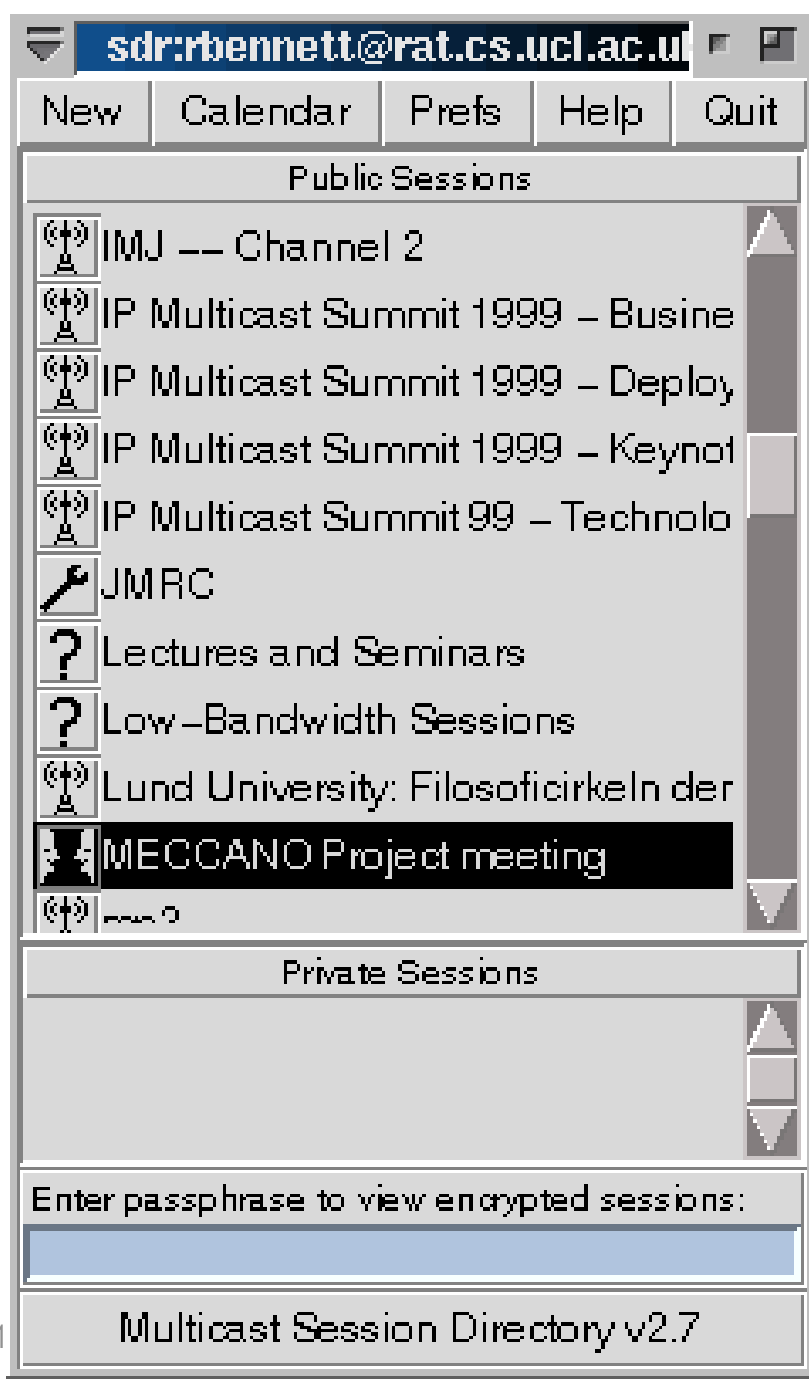 sdr:rbennett@rat.cs.ucl.ac.u
New Calendar Prefs Help Quit
Public Sessions
IMJ -- Channel 2
IP Multicast Summit 1999 - Busine
IP Multicast Summit 1999 - Deploy
IP Multicast Summit 1999 - Keynot
IP Multicast Summit 99 - Technolo
JMRC
? Lectures and Seminars
? Low-Bandwidth Sessions
Lund University: Filosoficirkeln der
MECCANO Project meeting
Private Sessions
Enter passphrase to view encrypted sessions:
Multicast Session Directory v2.7